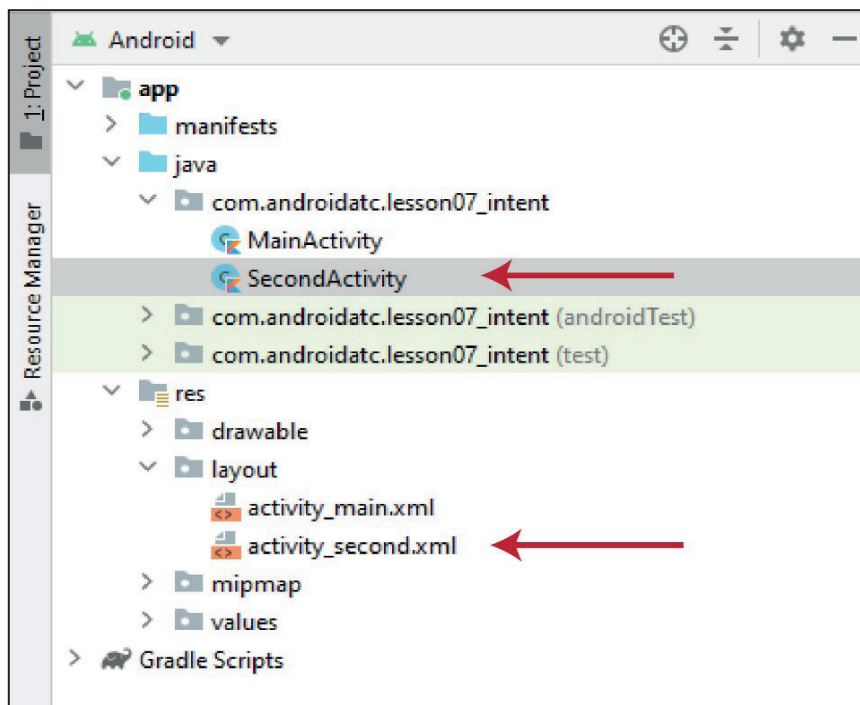 1: Project
Resource Manager
Android
app
manifests
java
com.androidatc.lesson07_intent
MainActivity
SecondActivity
com.androidatc.lesson07_intent (androidTest)
com.androidatc.lesson07_intent (test)
res
drawable
layout
activity_main.xml
activity_second.xml
mipmap
values
Gradle Scripts